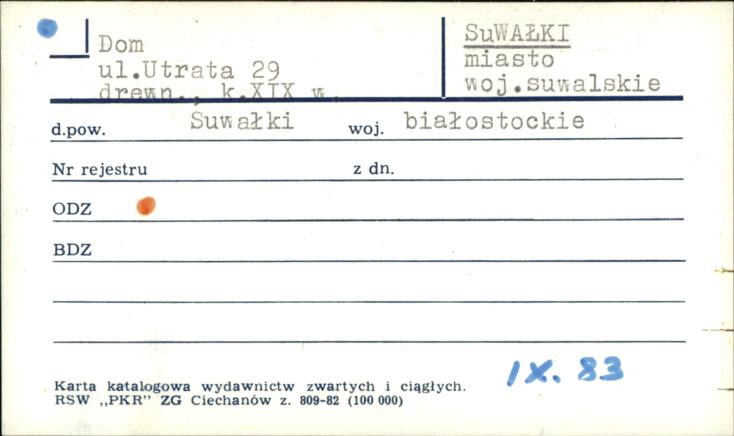 Dom
ul.Utrata 29
drewn., k.XIX w.
SuWAŁKI
miasto
woj.suwalskie
d.pow. Suwałki woj. białostockie
Nr rejestru z dn.
ODZ
BDZ
IX. 83
Karta katalogowa wydawnictw zwartych i ciągłych.
RSW „PKR” ZG Ciechanów z. 809-82 (100 000)